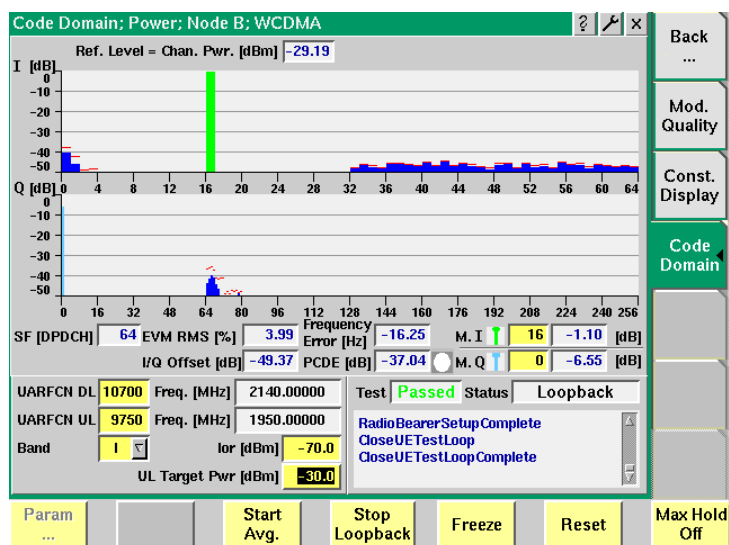 Code Domain; Power; Node B; WCDMA ? x
Back
...
Ref. Level = Chan. Pwr. [dBm] -29.19
I [dB]
0
-10
-20
-30
-40
-50
Mod.
Quality
Const.
Display
Q [dB] 0 4 8 12 16 20 24 28 32 36 40 44 48 52 56 60 64
0
-10
-20
-30
-40
-50
Code
Domain
0 16 32 48 64 80 96 112 128 144 160 176 192 208 224 240 256
SF [DPDCH] 64 EVM RMS [%] 3.99 Frequency Error [Hz] -16.25 M. I 16 -1.10 [dB]
I/Q Offset [dB] -49.37 PCDE [dB] -37.04 M. Q 0 -6.55 [dB]
UARFCN DL 10700 Freq. [MHz] 2140.00000
UARFCN UL 9750 Freq. [MHz] 1950.00000
Band I Ior [dBm] -70.0
UL Target Pwr [dBm] -30.0
Test Passed Status Loopback
RadioBearerSetupComplete
CloseUETestLoop
CloseUETestLoopComplete
Param
...
Start
Avg.
Stop
Loopback
Freeze
Reset
Max Hold
Off